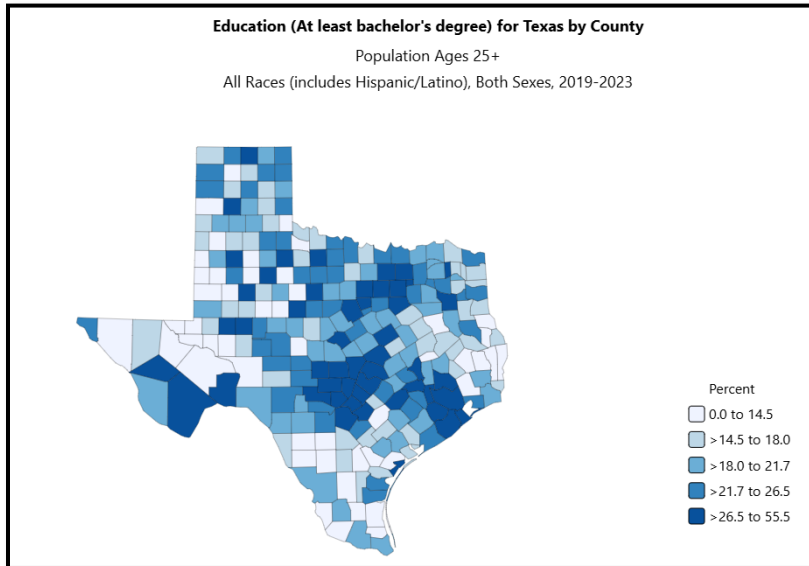 Education (At least bachelor's degree) for Texas by County
Population Ages 25+
All Races (includes Hispanic/Latino), Both Sexes, 2019-2023
Percent
0.0 to 14.5
>14.5 to 18.0
>18.0 to 21.7
>21.7 to 26.5
>26.5 to 55.5